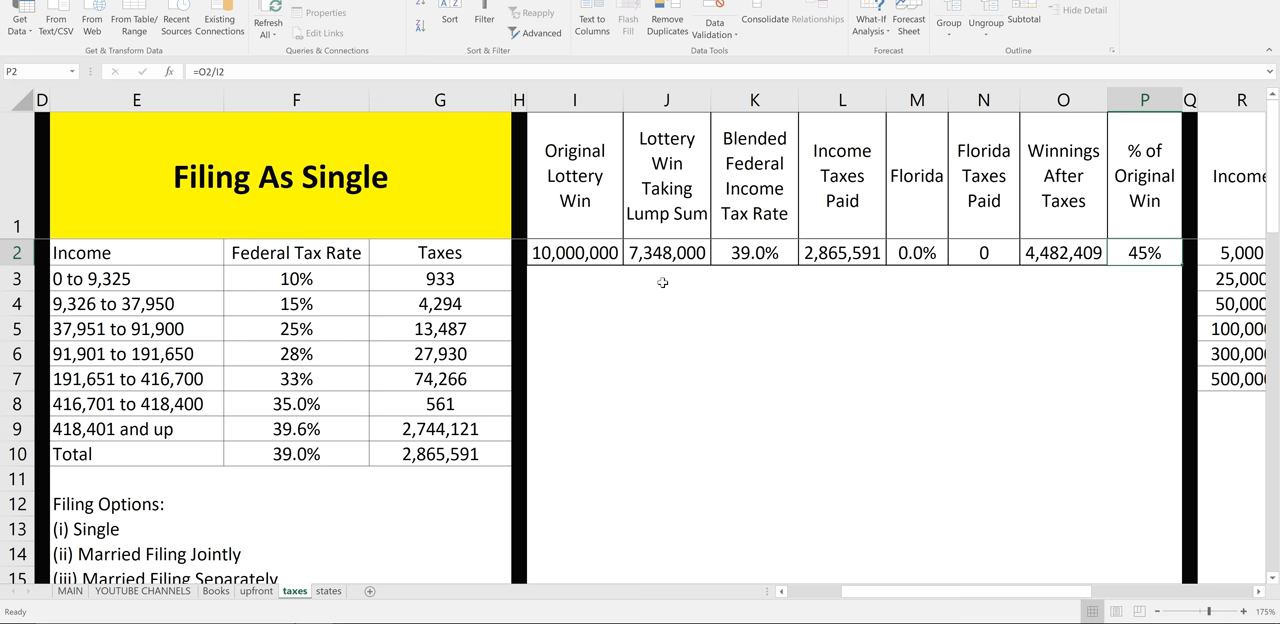 Get Data
From Text/CSV
From Web
From Table/ Range
Recent Sources
Existing Connections
Get & Transform Data
Refresh All
Properties
Edit Links
Queries & Connections
Sort
Filter
Reapply
Advanced
Sort & Filter
Text to Columns
Flash Fill
Remove Duplicates
Data Validation
Consolidate
Relationships
Data Tools
What-If Analysis
Forecast Sheet
Forecast
Group
Ungroup
Subtotal
Hide Detail
Outline
P2
fx
=O2/I2
D E F G H I J K L M N O P Q R
1
Filing As Single
Original Lottery Win
Lottery Win Taking Lump Sum
Blended Federal Income Tax Rate
Income Taxes Paid
Florida
Florida Taxes Paid
Winnings After Taxes
% of Original Win
Income
2 Income Federal Tax Rate Taxes 10,000,000 7,348,000 39.0% 2,865,591 0.0% 0 4,482,409 45% 5,000
3 0 to 9,325 10% 933 25,000
4 9,326 to 37,950 15% 4,294 50,000
5 37,951 to 91,900 25% 13,487 100,000
6 91,901 to 191,650 28% 27,930 300,000
7 191,651 to 416,700 33% 74,266 500,000
8 416,701 to 418,400 35.0% 561
9 418,401 and up 39.6% 2,744,121
10 Total 39.0% 2,865,591
11
12 Filing Options:
13 (i) Single
14 (ii) Married Filing Jointly
15 (iii) Married Filing Separately
MAIN YOUTUBE CHANNELS Books upfront taxes states
Ready
175%